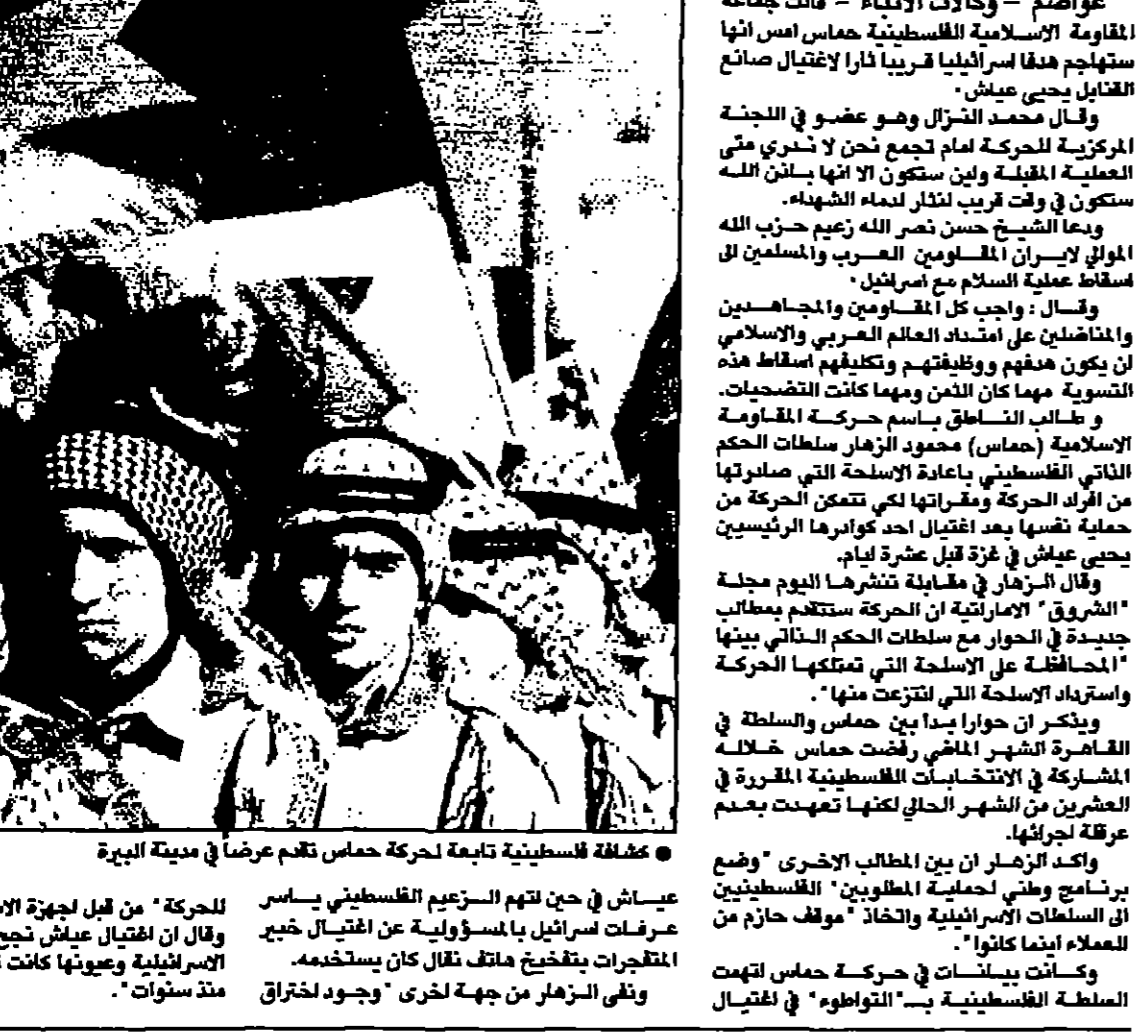 عواصم – وكالات الانباء – قالت جماعة
المقاومة الاسلامية الفلسطينية حماس امس انها
ستهاجم هدفا اسرائيليا قريبا ثارا لاغتيال صانع
القنابل يحيى عياش.
وقال محمد النزال وهو عضو في اللجنة
المركزية للحركة امام تجمع نحن لا ندري متى
العملية المقبلة واين ستكون الا انها باذن الله
ستكون في وقت قريب لنثار لدماء الشهداء.
ودعا الشيخ حسن نصر الله زعيم حزب الله
الموالي لايران المقاومين العرب والمسلمين الى
اسقاط عملية السلام مع اسرائيل.
وقال : واجب كل المقاومين والمجاهدين
والمناضلين على امتداد العالم العربي والاسلامي
ان يكون هدفهم ووظيفتهم وتكليفهم اسقاط هذه
التسوية مهما كان الثمن ومهما كانت التضحيات.
و طالب الناطق باسم حركة المقاومة
الاسلامية (حماس) محمود الزهار سلطات الحكم
الذاتي الفلسطيني باعادة الاسلحة التي صادرتها
من افراد الحركة ومقراتها لكي تتمكن الحركة من
حماية نفسها بعد اغتيال احد كوادرها الرئيسيين
يحيى عياش في غزة قبل عشرة ايام.
وقال الزهار في مقابلة تنشرها اليوم مجلة
"الشروق" الاماراتية ان الحركة ستتقدم بمطالب
جديدة في الحوار مع سلطات الحكم الذاتي بينها
"المحافظة على الاسلحة التي تمتلكها الحركة
واسترداد الاسلحة التي انتزعت منها".
ويذكر ان حوارا بدأ بين حماس والسلطة في
القاهرة الشهر الماضي رفضت حماس خلاله
المشاركة في الانتخابات الفلسطينية المقررة في
العشرين من الشهر الحالي لكنها تعهدت بعدم
عرقلة اجرائها.
واكد الزهار ان بين المطالب الاخرى "وضع
برنامج وطني لحماية المطلوبين" الفلسطينيين
الى السلطات الاسرائيلية واتخاذ "موقف حازم من
العملاء اينما كانوا".
وكانت بيانات في حركة حماس اتهمت
السلطة الفلسطينية بـ"التواطوء" في اغتيال
● كشافة فلسطينية تابعة لحركة حماس تقدم عرضاً في مدينة البيرة
عياش في حين اتهم الزعيم الفلسطيني ياسر
عرفات اسرائيل بالمسؤولية عن اغتيال خبير
المتفجرات بتفخيخ هاتف نقال كان يستخدمه.
ونفى الزهار من جهة اخرى "وجود اختراق
للحركة" من قبل اجهزة
وقال ان اغتيال عياش نجح
الاسرائيلية وعيونها كانت
منذ سنوات".